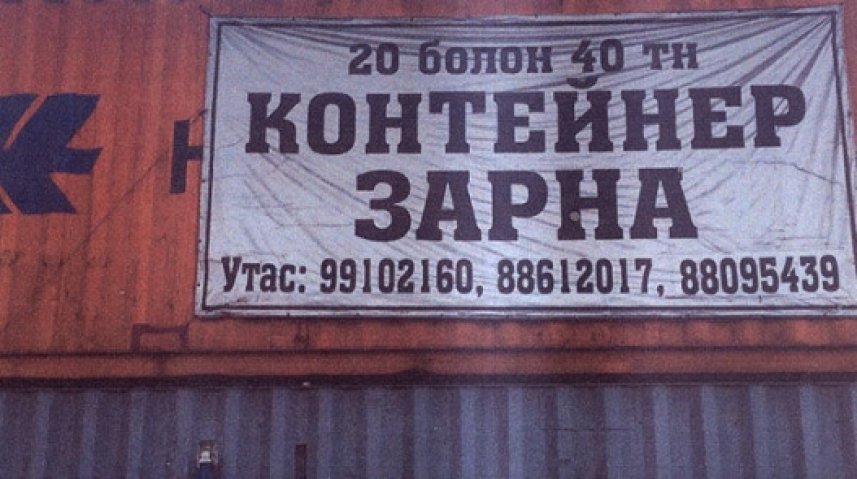 20 болон 40 тн
КОНТЕЙНЕР
ЗАРНА
Утас: 99102160, 88612017, 88095439